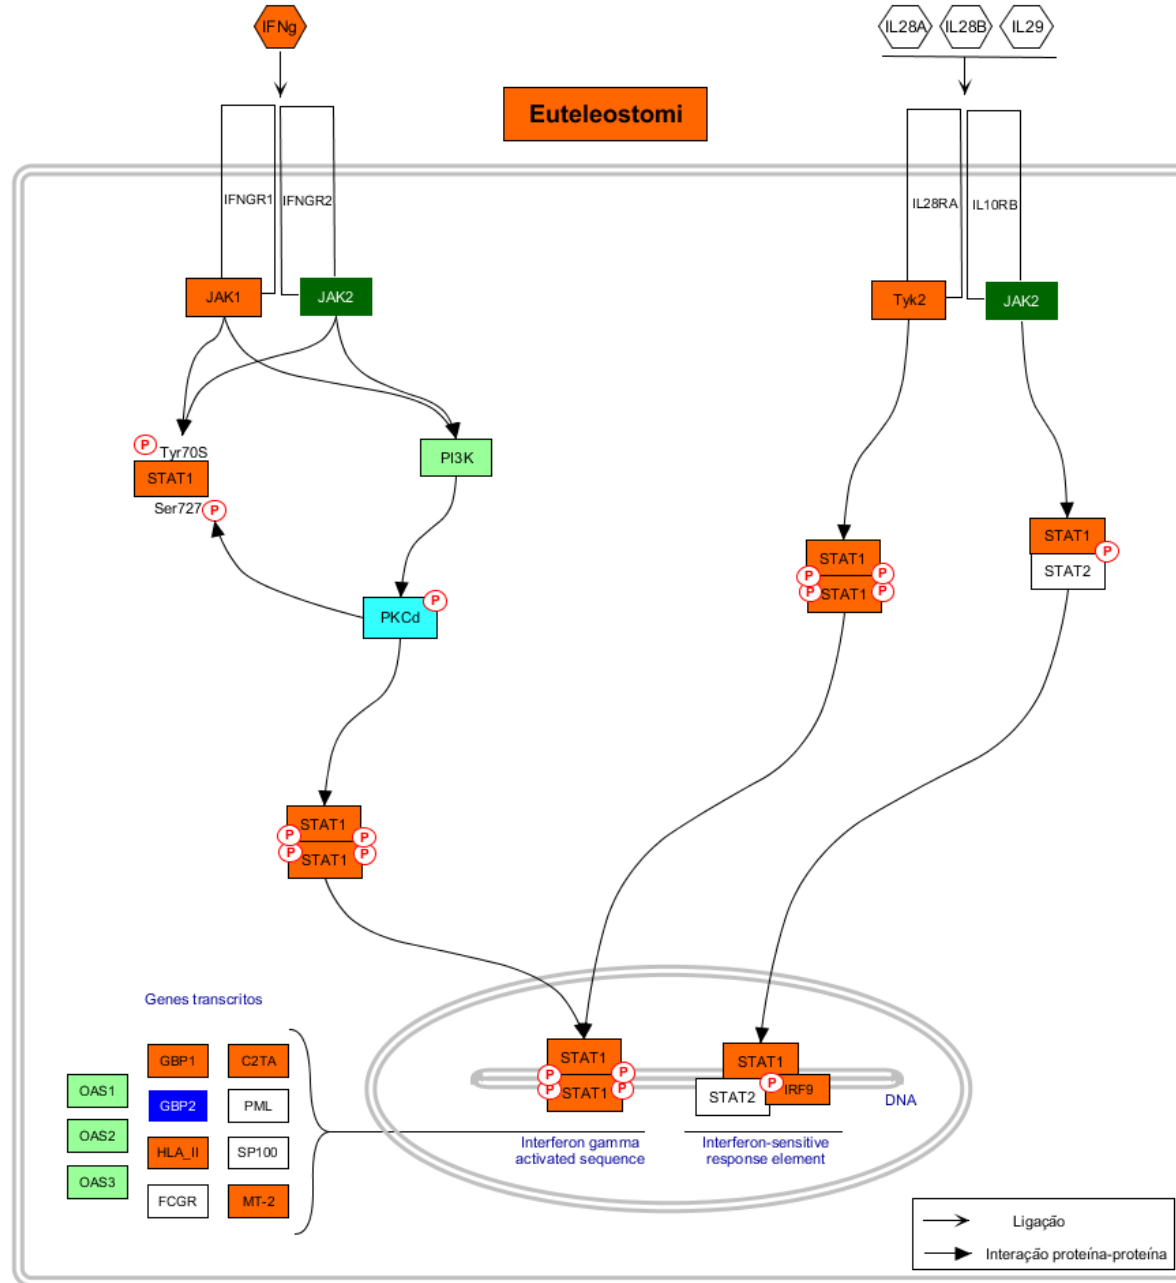 IFNg
IL28A
IL28B
IL29
Euteleostomi
IFNGR1
IFNGR2
IL28RA
IL10RB
JAK1
JAK2
Tyk2
JAK2
P
Tyr70S
STAT1
Ser727
P
PI3K
PKCd
P
STAT1
P
P
P
STAT1
P
STAT1
P
STAT2
STAT1
P
P
P
STAT1
P
Genes transcritos
OAS1
OAS2
OAS3
GBP1
C2TA
GBP2
PML
HLA_II
SP100
FCGR
MT-2
STAT1
P
P
P
STAT1
P
STAT1
P
STAT2
IRF9
DNA
Interferon gamma
activated sequence
Interferon-sensitive
response element
Ligação
Interação proteína-proteína